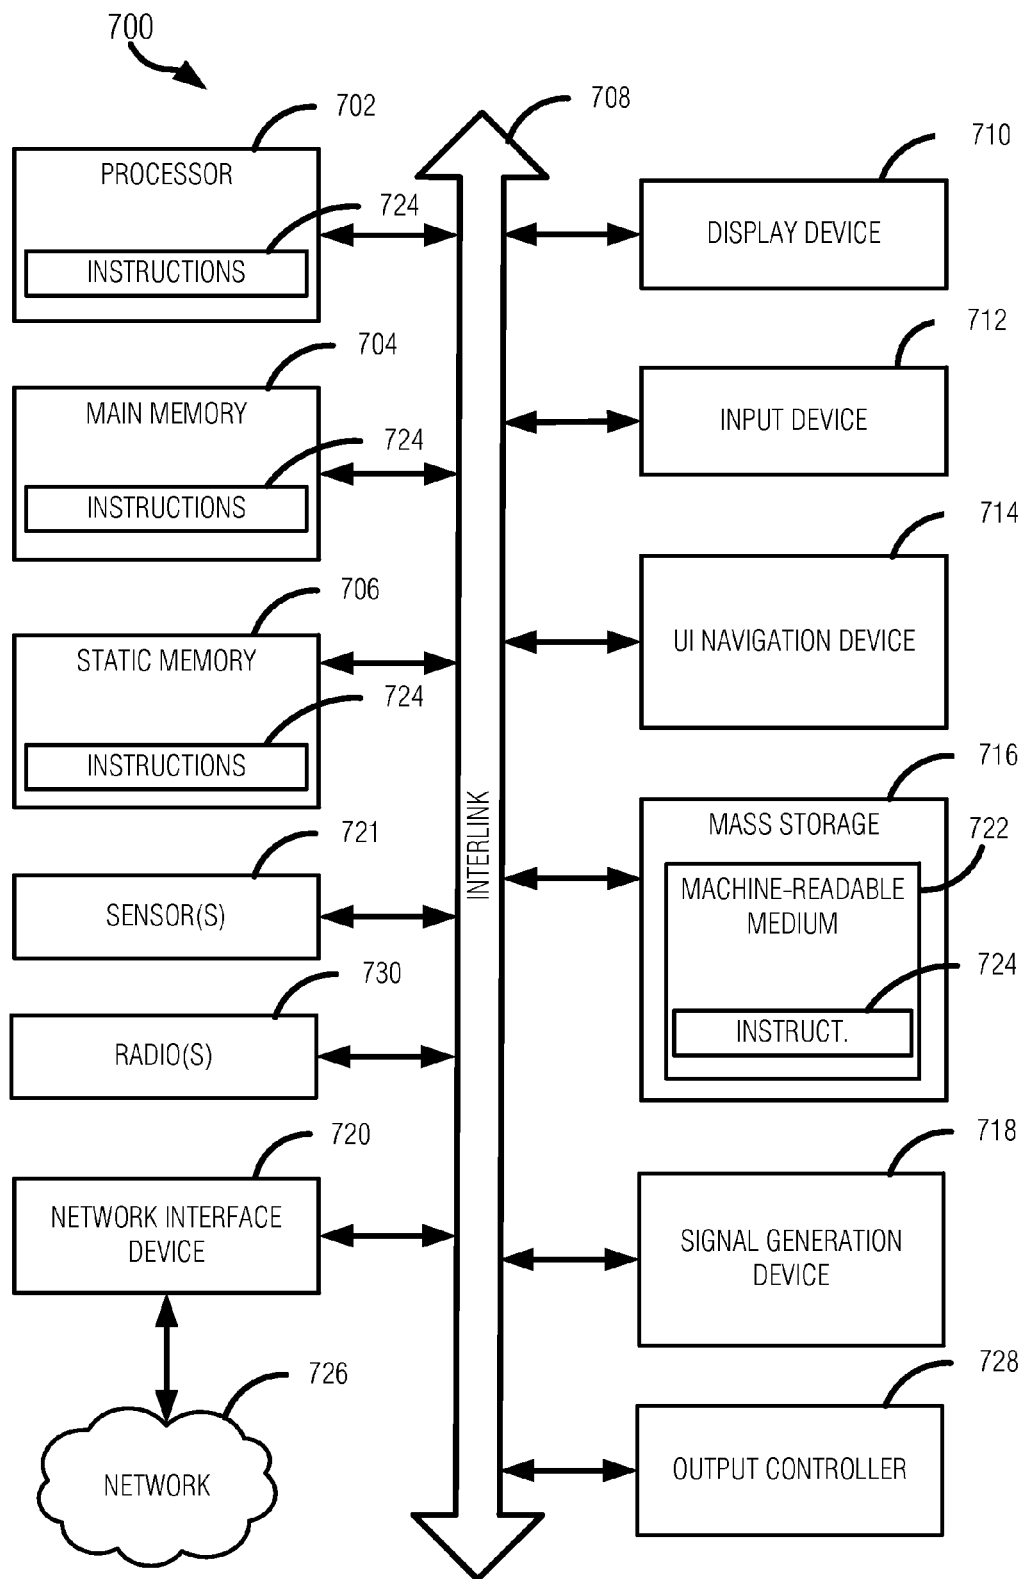 700
702
PROCESSOR
724
INSTRUCTIONS
704
MAIN MEMORY
724
INSTRUCTIONS
706
STATIC MEMORY
724
INSTRUCTIONS
721
SENSOR(S)
730
RADIO(S)
720
NETWORK INTERFACE
DEVICE
726
NETWORK
708
INTERLINK
710
DISPLAY DEVICE
712
INPUT DEVICE
714
UI NAVIGATION DEVICE
716
MASS STORAGE
722
MACHINE-READABLE
MEDIUM
724
INSTRUCT.
718
SIGNAL GENERATION
DEVICE
728
OUTPUT CONTROLLER